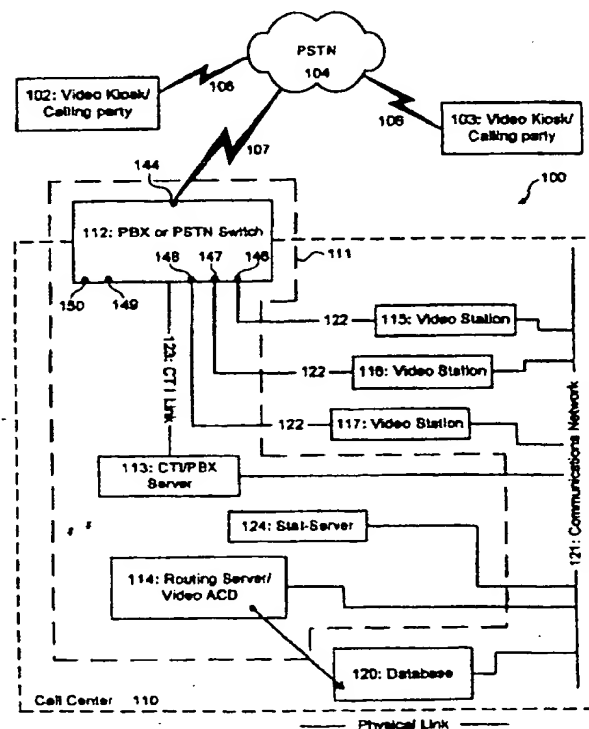 PSTN
104
106
102: Video Kiosk/
Calling party
106
103: Video Kiosk/
Calling party
107
144
100
112: PBX or PSTN Switch
111
148
147
146
150
149
122
115: Video Station
122
116: Video Station
123: CTI Link
122
117: Video Station
121: Communications Network
113: CTI/PBX
Server
124: Stat-Server
114: Routing Server/
Video ACD
120: Database
Call Center 110
Physical Link